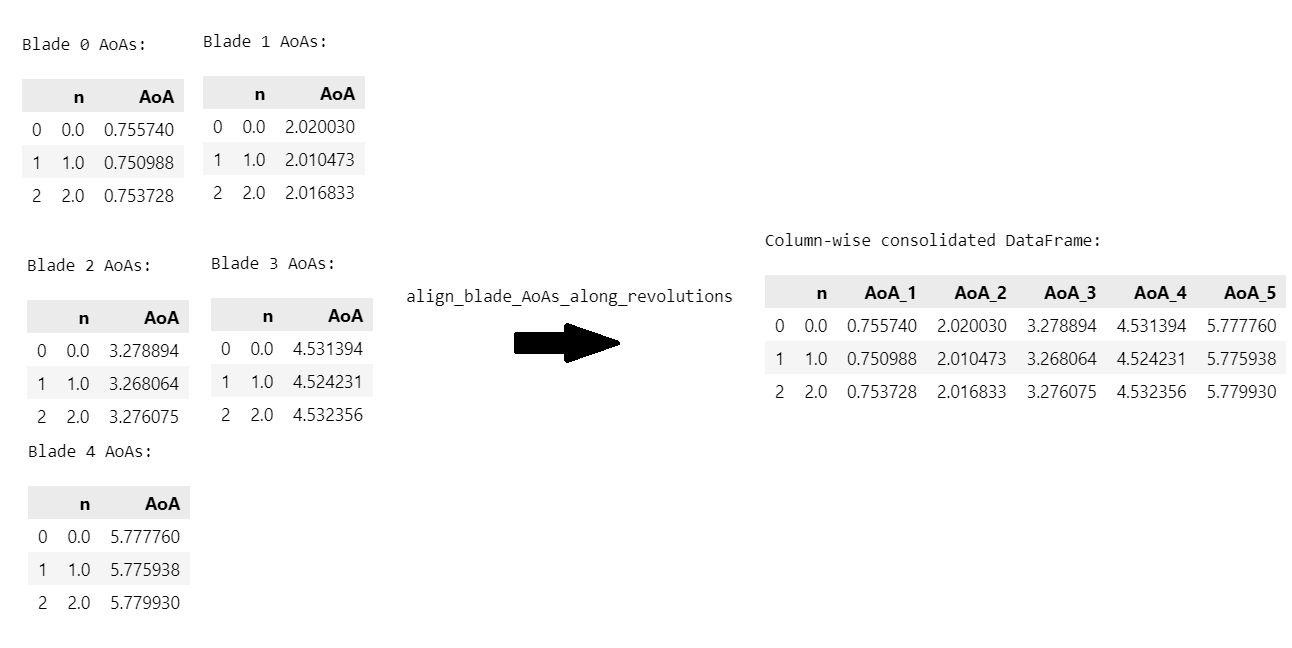 Blade 0 AoAs:
n AoA
0 0.0 0.755740
1 1.0 0.750988
2 2.0 0.753728
Blade 1 AoAs:
n AoA
0 0.0 2.020030
1 1.0 2.010473
2 2.0 2.016833
Blade 2 AoAs:
n AoA
0 0.0 3.278894
1 1.0 3.268064
2 2.0 3.276075
Blade 3 AoAs:
n AoA
0 0.0 4.531394
1 1.0 4.524231
2 2.0 4.532356
Blade 4 AoAs:
n AoA
0 0.0 5.777760
1 1.0 5.775938
2 2.0 5.779930
align_blade_AoAs_along_revolutions
Column-wise consolidated DataFrame:
n AoA_1 AoA_2 AoA_3 AoA_4 AoA_5
0 0.0 0.755740 2.020030 3.278894 4.531394 5.777760
1 1.0 0.750988 2.010473 3.268064 4.524231 5.775938
2 2.0 0.753728 2.016833 3.276075 4.532356 5.779930